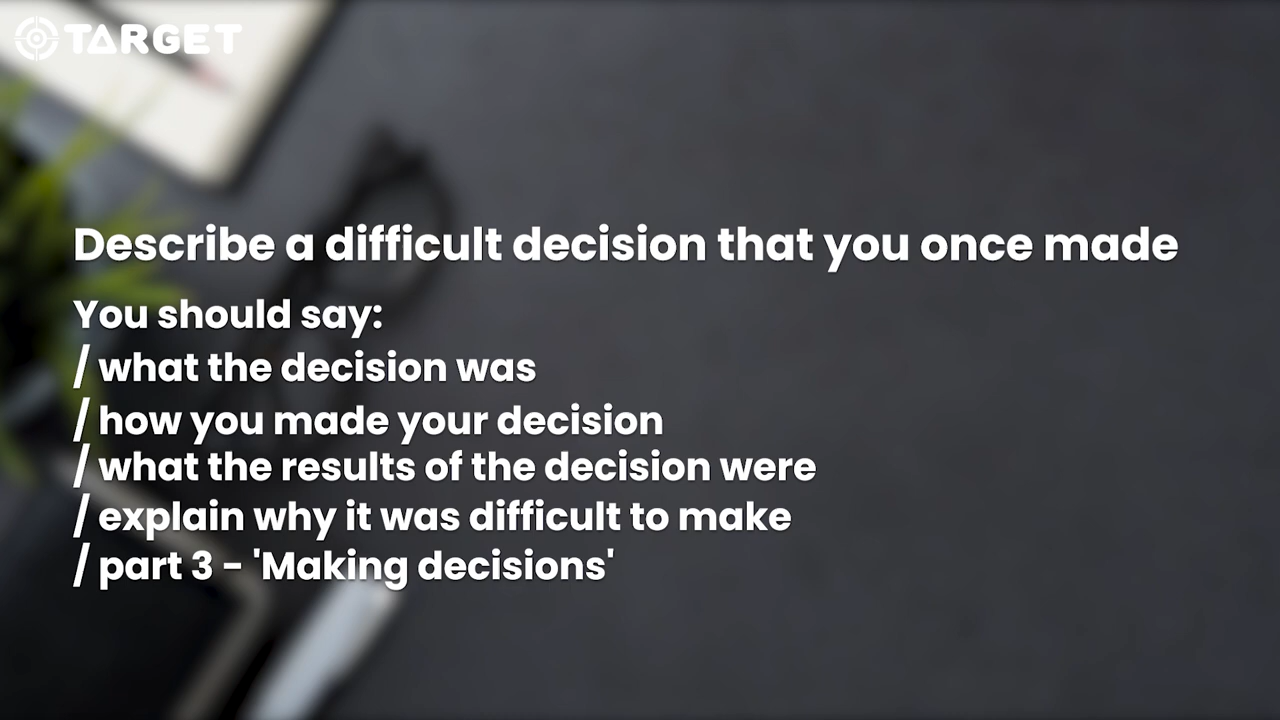 TARGET
Describe a difficult decision that you once made
You should say:
/ what the decision was
/ how you made your decision
/ what the results of the decision were
/ explain why it was difficult to make
/ part 3 - 'Making decisions'